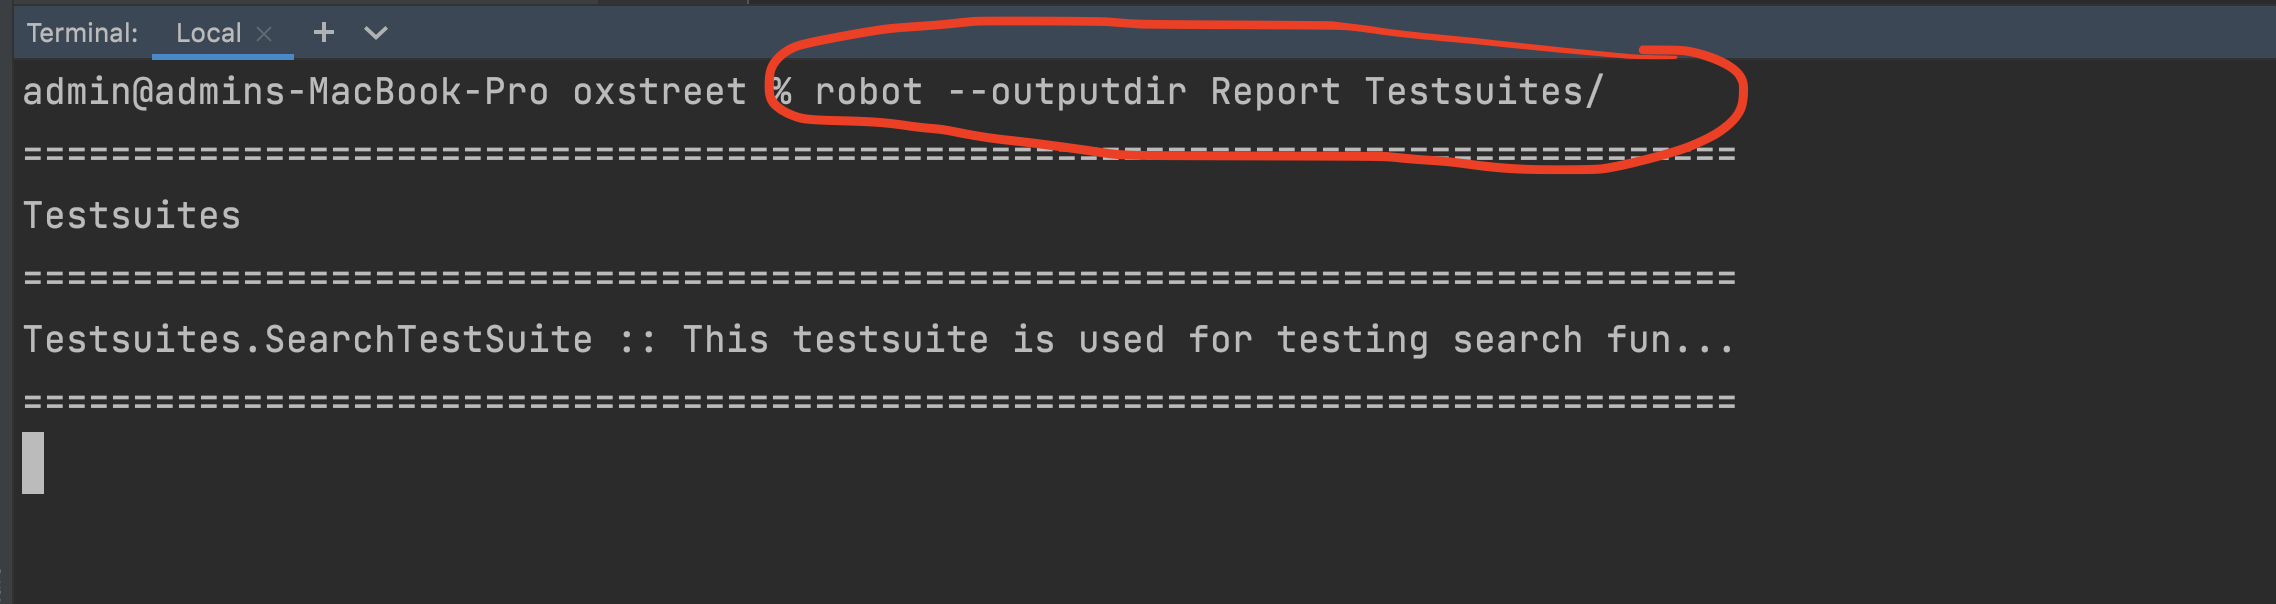 Terminal: Local × + ⌄
admin@admins-MacBook-Pro oxstreet % robot --outputdir Report Testsuites/
==============================================================================
Testsuites
==============================================================================
Testsuites.SearchTestSuite :: This testsuite is used for testing search fun...
==============================================================================